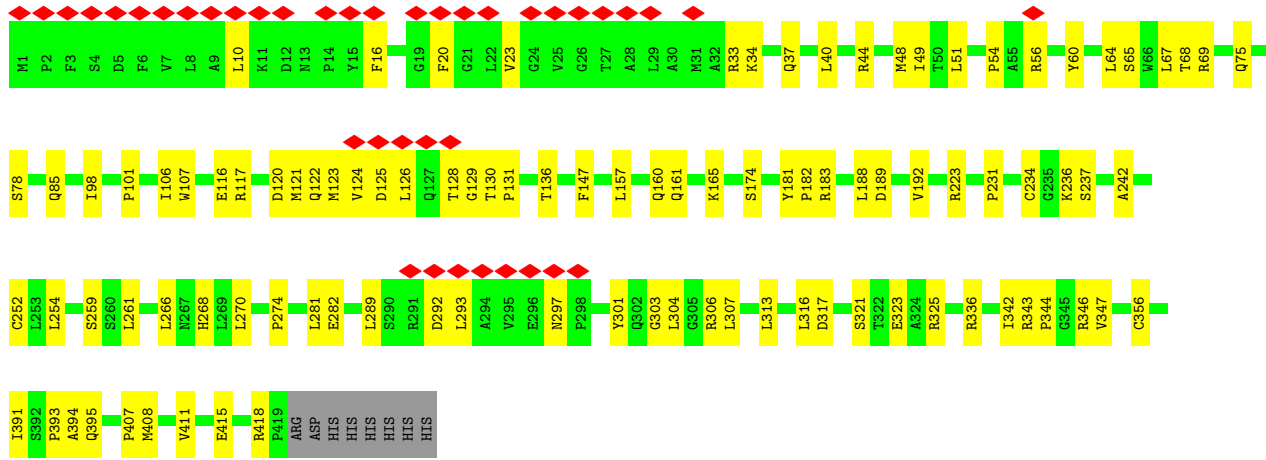 M1 P2 F3 S4 D5 F6 V7 L8 A9 L10 K11 D12 N13 P14 Y15 F16 G19 F20 G21 L22 V23 G24 V25 G26 T27 A28 L29 A30 M31 A32 R33 K34 Q37 L40 R44 M48 I49 T50 L51 P54 A55 R56 Y60 L64 S65 W66 L67 T68 R69 Q75
S78 Q85 I98 P101 I106 W107 E116 R117 D120 M121 Q122 M123 V124 D125 L126 Q127 T128 G129 T130 P131 T136 F147 L157 Q160 Q161 K165 S174 Y181 P182 R183 L188 D189 V192 R223 P231 C234 G235 K236 S237 A242
C252 L253 L254 S259 S260 L261 L266 N267 H268 L269 L270 P274 L281 E282 L289 S290 R291 D292 L293 A294 V295 E296 N297 P298 Y301 Q302 G303 L304 G305 R306 L307 L313 L316 D317 S321 T322 E323 A324 R325 R336 I342 R343 P344 G345 R346 V347 C356
I391 S392 P393 A394 Q395 P407 M408 V411 E415 R418 P419 ARG ASP HIS HIS HIS HIS HIS HIS